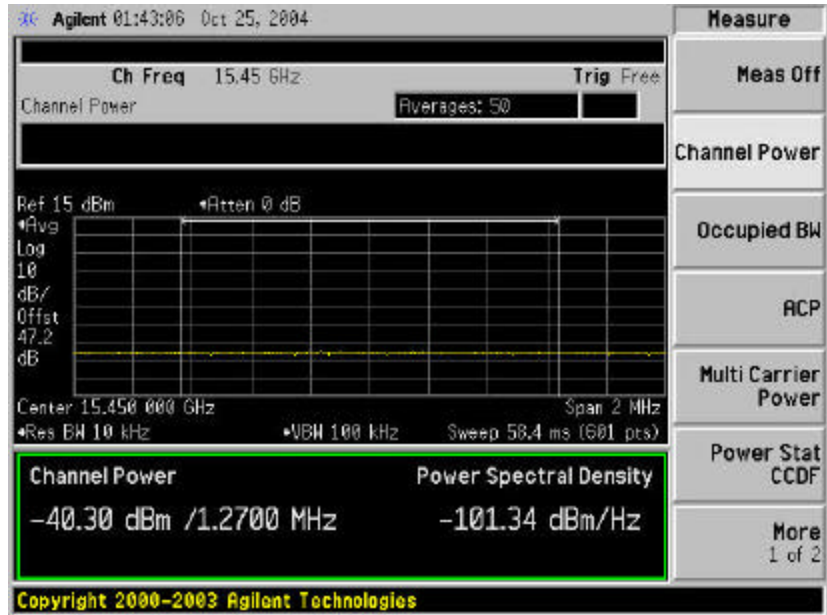 Agilent 01:43:06 Oct 25, 2004
Measure
Ch Freq 15.45 GHz Trig Free
Channel Power Averages: 50
Meas Off
Channel Power
Occupied BW
ACP
Multi Carrier
Power
Power Stat
CCDF
More
1 of 2
Ref 15 dBm •Atten 0 dB
•Avg
Log
10
dB/
Offst
47.2
dB
Center 15.450 000 GHz Span 2 MHz
•Res BW 10 kHz •VBW 100 kHz Sweep 58.4 ms (601 pts)
Channel Power Power Spectral Density
-40.30 dBm /1.2700 MHz -101.34 dBm/Hz
Copyright 2000-2003 Agilent Technologies